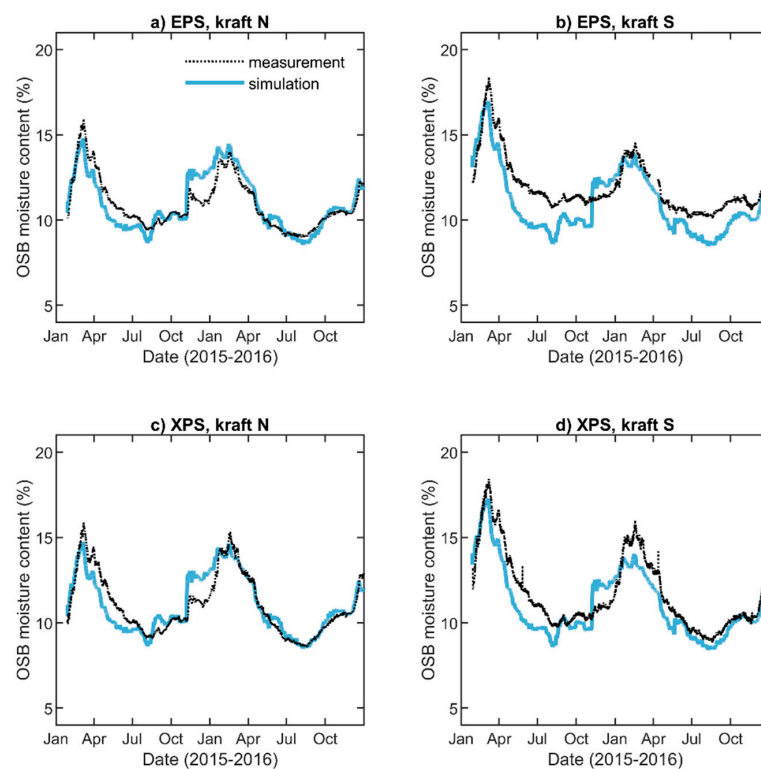 a) EPS, kraft N
OSB moisture content (%)
20
15
10
5
measurement
simulation
Jan Apr Jul Oct Jan Apr Jul Oct
Date (2015-2016)
b) EPS, kraft S
OSB moisture content (%)
20
15
10
5
Jan Apr Jul Oct Jan Apr Jul Oct
Date (2015-2016)
c) XPS, kraft N
OSB moisture content (%)
20
15
10
5
Jan Apr Jul Oct Jan Apr Jul Oct
Date (2015-2016)
d) XPS, kraft S
OSB moisture content (%)
20
15
10
5
Jan Apr Jul Oct Jan Apr Jul Oct
Date (2015-2016)